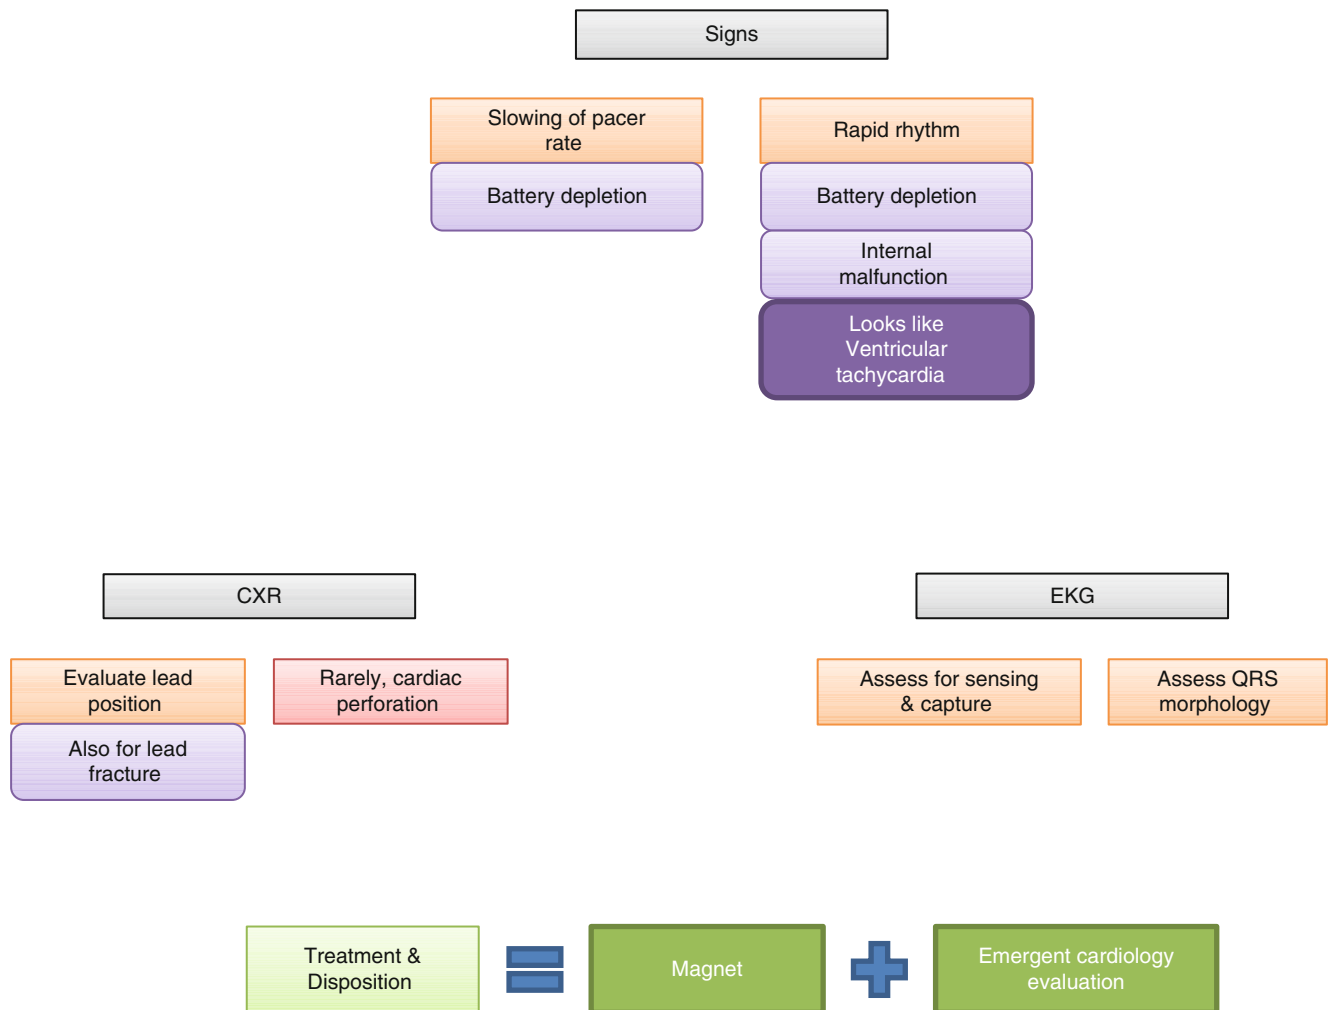 Signs
Slowing of pacer
rate
Battery depletion
Rapid rhythm
Battery depletion
Internal
malfunction
Looks like
Ventricular
tachycardia
CXR
Evaluate lead
position
Also for lead
fracture
Rarely, cardiac
perforation
EKG
Assess for sensing
& capture
Assess QRS
morphology
Treatment &
Disposition
Magnet
Emergent cardiology
evaluation